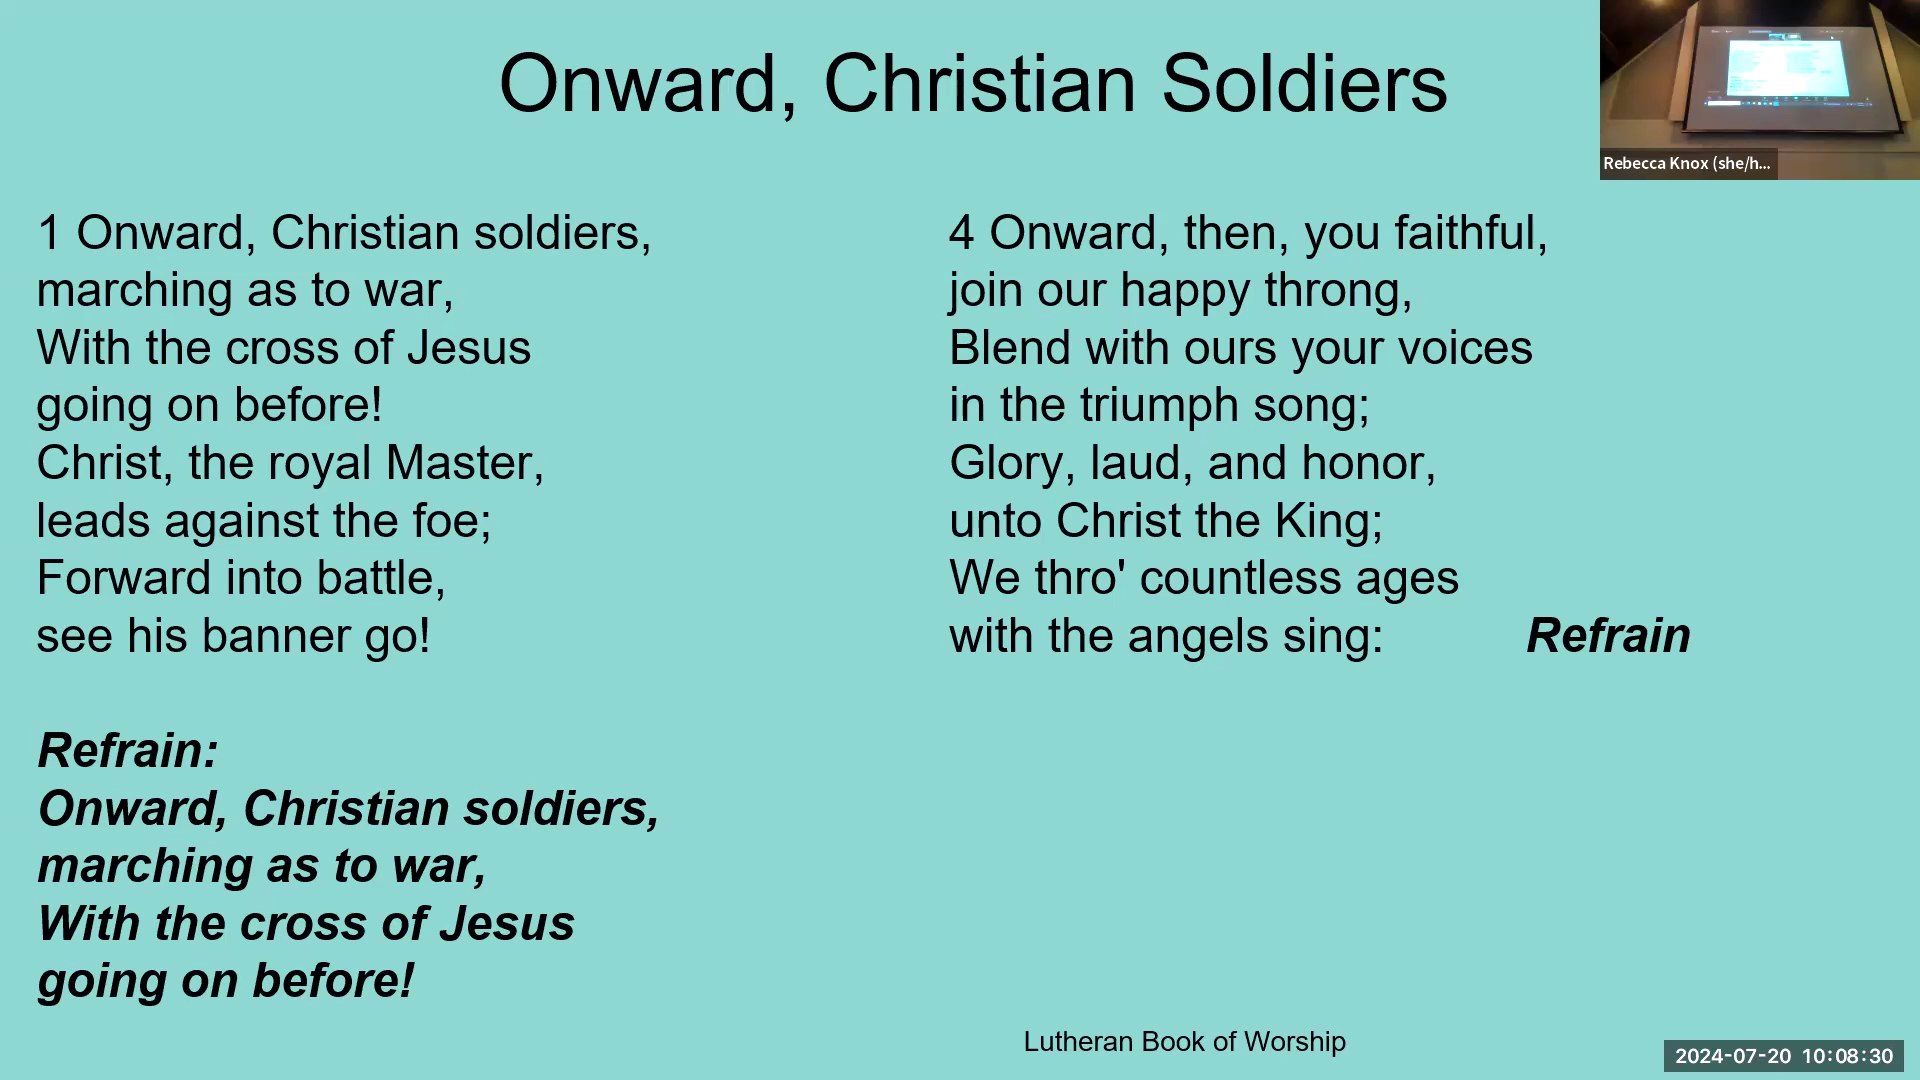 Onward, Christian Soldiers
Rebecca Knox (she/h...
1 Onward, Christian soldiers,
marching as to war,
With the cross of Jesus
going on before!
Christ, the royal Master,
leads against the foe;
Forward into battle,
see his banner go!
Refrain:
Onward, Christian soldiers,
marching as to war,
With the cross of Jesus
going on before!
4 Onward, then, you faithful,
join our happy throng,
Blend with ours your voices
in the triumph song;
Glory, laud, and honor,
unto Christ the King;
We thro' countless ages
with the angels sing: Refrain
Lutheran Book of Worship
2024-07-20 10:08:30